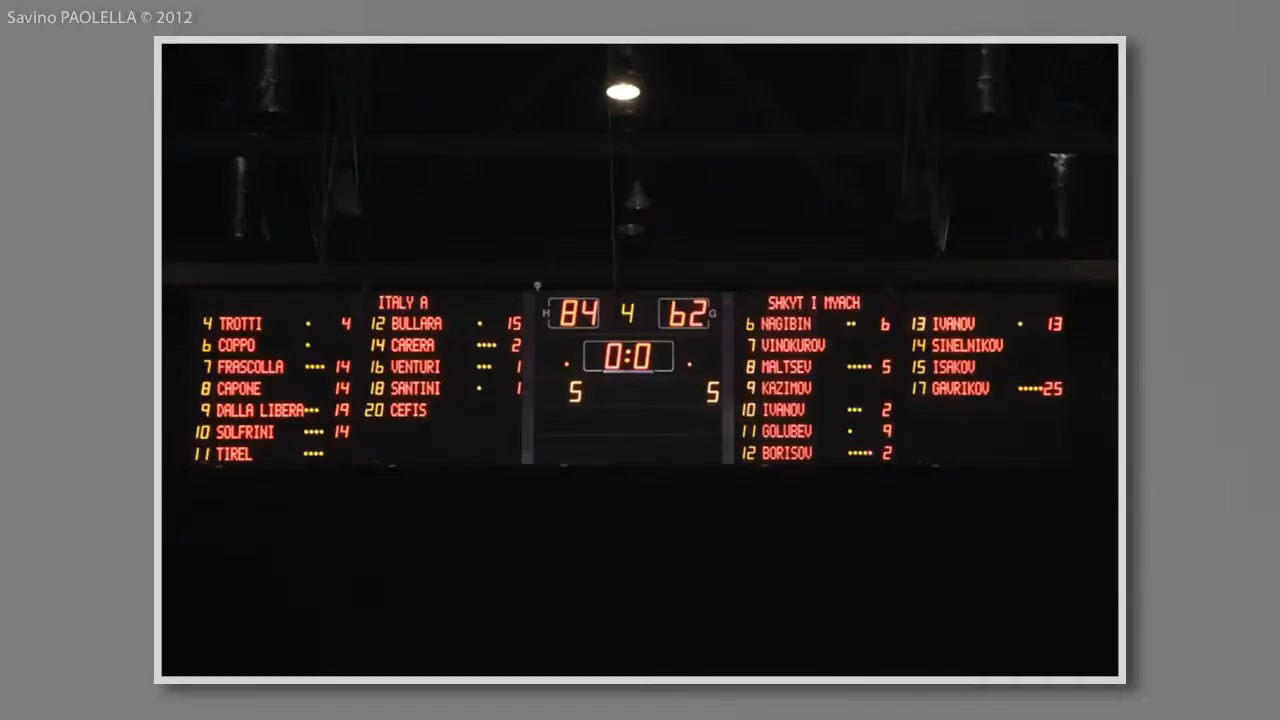 Savino PAOLELLA © 2012
ITALY A
4 TROTTI • 4
6 COPPO •
7 FRASCOLLA •••• 14
8 CAPONE 14
9 DALLA LIBERA ••• 19
10 SOLFRINI •••• 14
11 TIREL ••••
12 BULLARA • 15
14 CARERA •••• 2
16 VENTURI ••• 1
18 SANTINI • 1
20 CEFIS
H 84 4 62 G
0:0
5 5
SHKYT I MYACH
6 NAGIBIN •• 6
7 VINOKUROV
8 MALTSEV ••••• 5
9 KAZIMOV
10 IVANOV ••• 2
11 GOLUBEV • 9
12 BORISOV ••••• 2
13 IVANOV • 13
14 SINELNIKOV
15 ISAKOV
17 GAVRIKOV ••••• 25